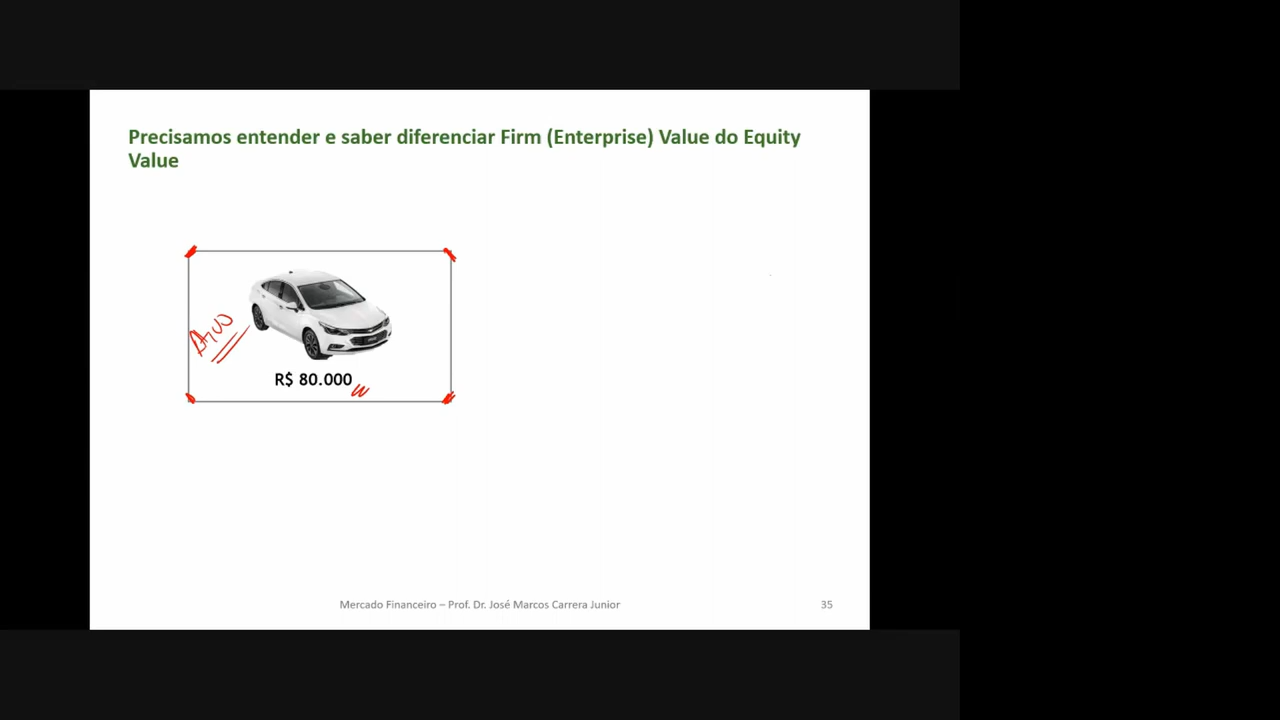 Precisamos entender e saber diferenciar Firm (Enterprise) Value do Equity
Value
Ativo
R$ 80.000
Mercado Financeiro – Prof. Dr. José Marcos Carrera Junior
35